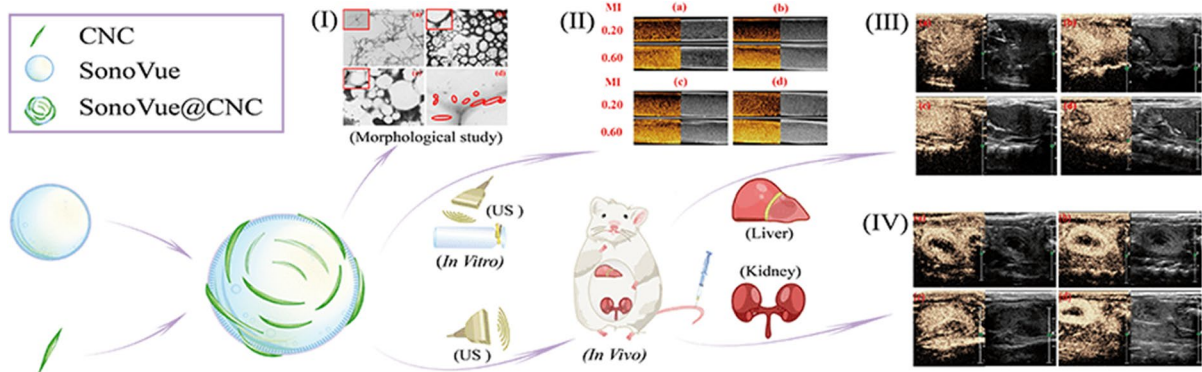 CNC
SonoVue
SonoVue@CNC
(I)
(a)
(d)
(Morphological study)
(II)
MI
(a)
(b)
0.20
0.60
(c)
(d)
MI
0.20
0.60
(III)
(IV)
(US )
(In Vitro)
(US )
(In Vivo)
(Liver)
(Kidney)